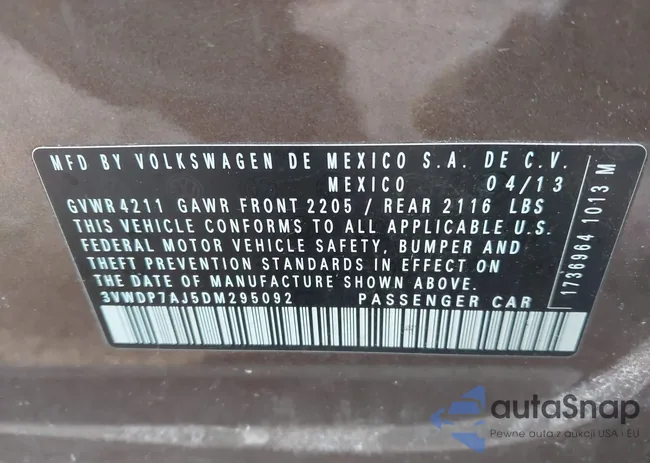 MFD BY VOLKSWAGEN DE MEXICO S.A. DE C.V.
MEXICO 04/13
GVWR 4211 GAWR FRONT 2205 / REAR 2116 LBS
THIS VEHICLE CONFORMS TO ALL APPLICABLE U.S.
FEDERAL MOTOR VEHICLE SAFETY, BUMPER AND
THEFT PREVENTION STANDARDS IN EFFECT ON
THE DATE OF MANUFACTURE SHOWN ABOVE.
3VWDP7AJ5DM295092 PASSENGER CAR
1736964 1013 M
autaSnap
Pewne auta z aukcji USA i EU